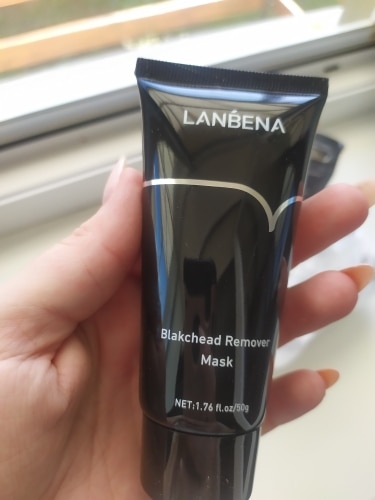 LANBENA
Blakchead Remover
Mask
NET:1.76 fl.oz/50g